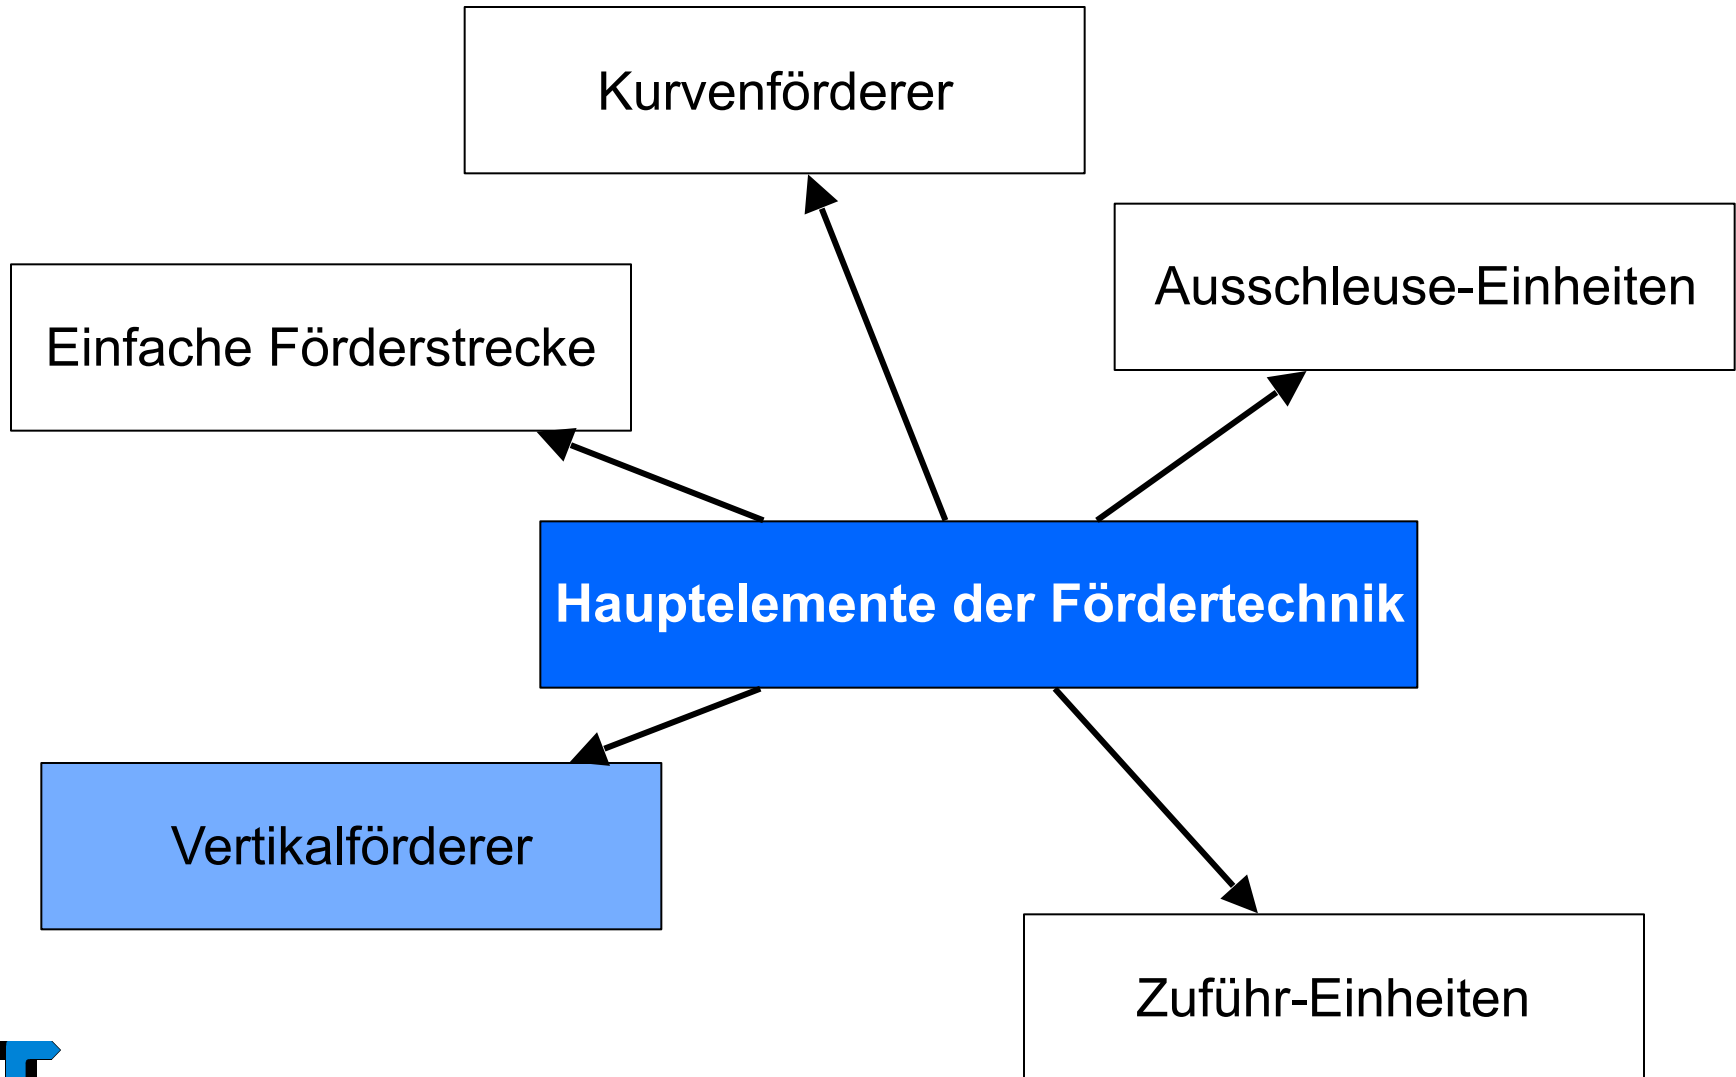 Kurvenförderer
Ausschleuse-Einheiten
Einfache Förderstrecke
Hauptelemente der Fördertechnik
Vertikalförderer
Zuführ-Einheiten